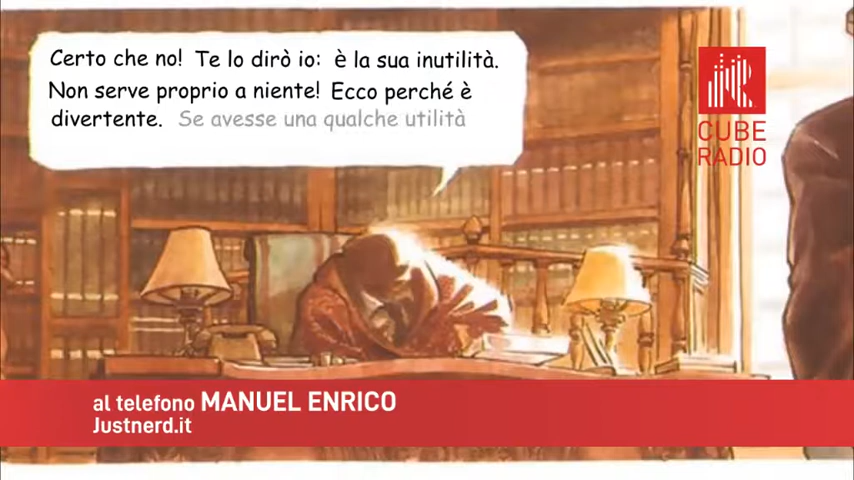 Certo che no! Te lo dirò io: è la sua inutilità.
Non serve proprio a niente! Ecco perché è
divertente. Se avesse una qualche utilità
CUBE
RADIO
al telefono MANUEL ENRICO
Justnerd.it